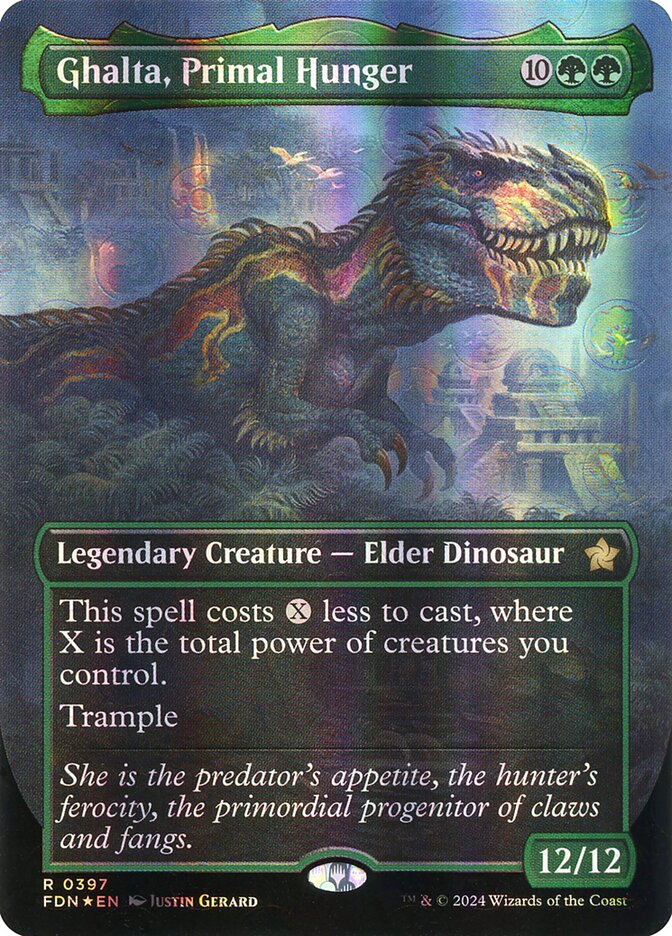 Ghalta, Primal Hunger 10
Legendary Creature — Elder Dinosaur
This spell costs X less to cast, where
X is the total power of creatures you
control.
Trample
She is the predator's appetite, the hunter's
ferocity, the primordial progenitor of claws
and fangs.
12/12
R 0397
FDN★EN Justin Gerard
™ & © 2024 Wizards of the Coast